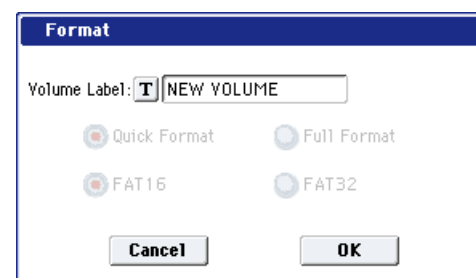 Format
Volume Label: T NEW VOLUME
Quick Format Full Format
FAT16 FAT32
Cancel OK